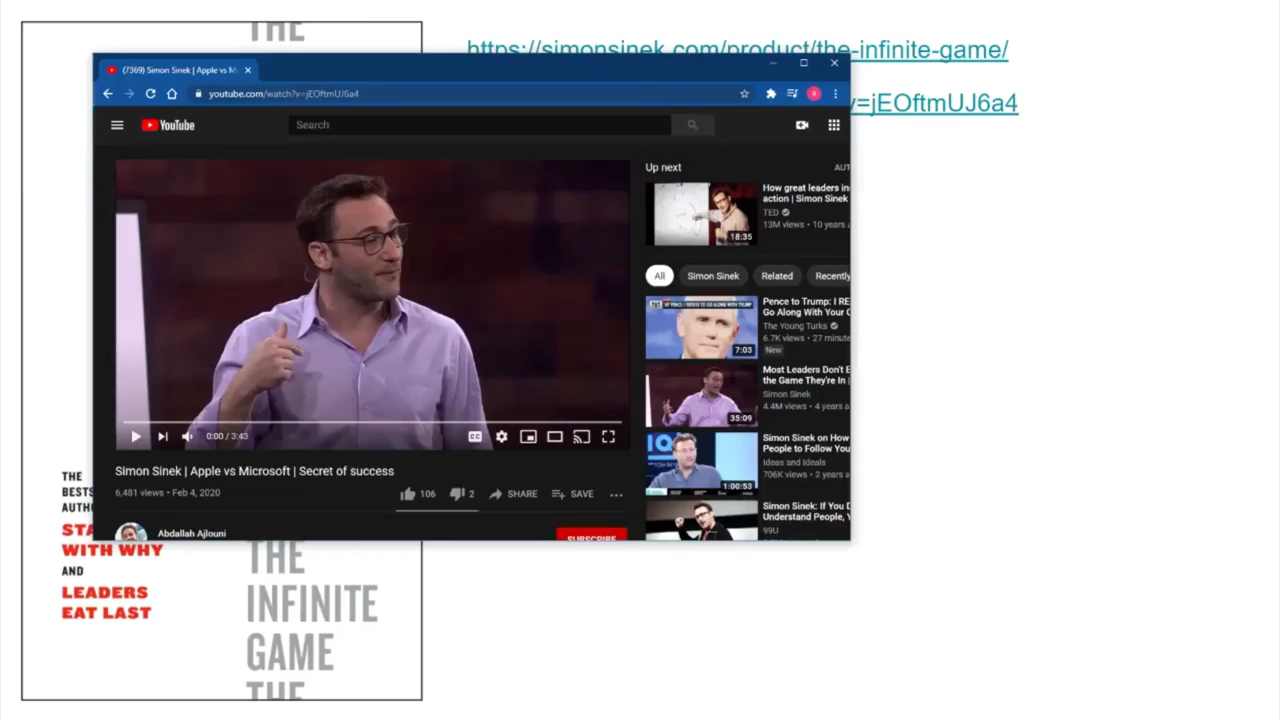 THE
https://simonsinek.com/product/the-infinite-game/
v=jEOftmUJ6a4
(7369) Simon Sinek | Apple vs Mi
youtube.com/watch?v=jEOftmUJ6a4
YouTube
Search
Up next
AUT
How great leaders ins
action | Simon Sinek
TED
13M views • 10 years a
18:35
All
Simon Sinek
Related
Recently
Pence to Trump: I RE
Go Along With Your C
The Young Turks
6.7K views • 27 minute
New
7:03
Most Leaders Don't E
the Game They're In |
Simon Sinek
4.4M views • 4 years a
35:09
Simon Sinek on How
People to Follow You
Ideas and Ideals
706K views • 2 years a
1:00:53
Simon Sinek: If You D
Understand People, Y
99U
0:00 / 3:43
CC
Simon Sinek | Apple vs Microsoft | Secret of success
6,481 views • Feb 4, 2020
106
2
SHARE
SAVE
Abdallah Ajlouni
SUBSCRIBE
THE
BESTS
AUTH
STA
WITH WHY
AND
LEADERS
EAT LAST
THE
INFINITE
GAME
THE